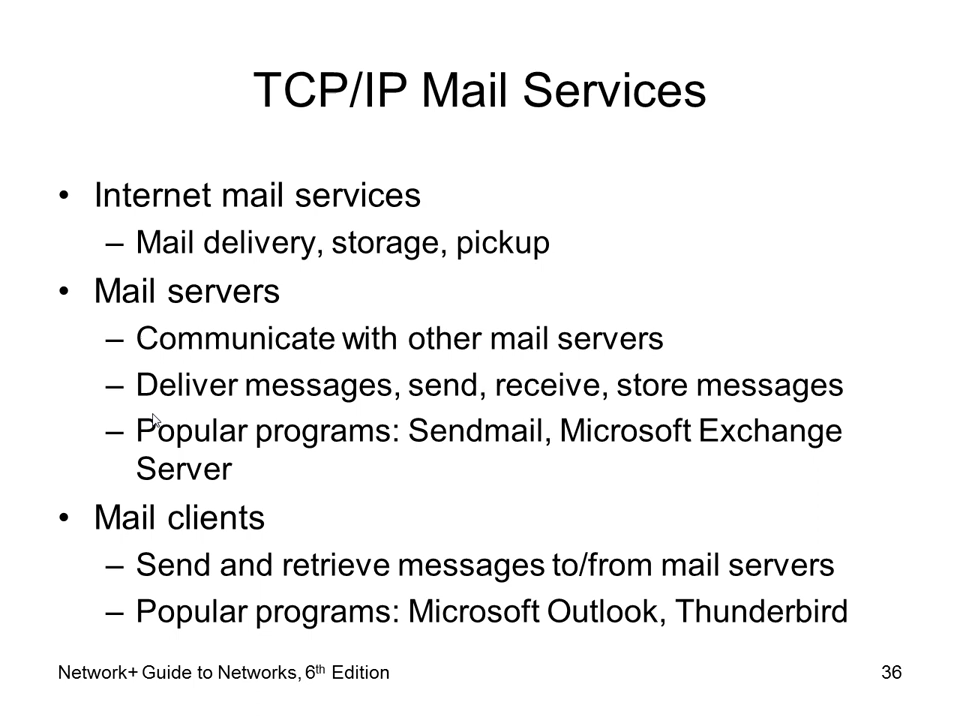 TCP/IP Mail Services
• Internet mail services
– Mail delivery, storage, pickup
• Mail servers
– Communicate with other mail servers
– Deliver messages, send, receive, store messages
– Popular programs: Sendmail, Microsoft Exchange
Server
• Mail clients
– Send and retrieve messages to/from mail servers
– Popular programs: Microsoft Outlook, Thunderbird
Network+ Guide to Networks, 6th Edition 36